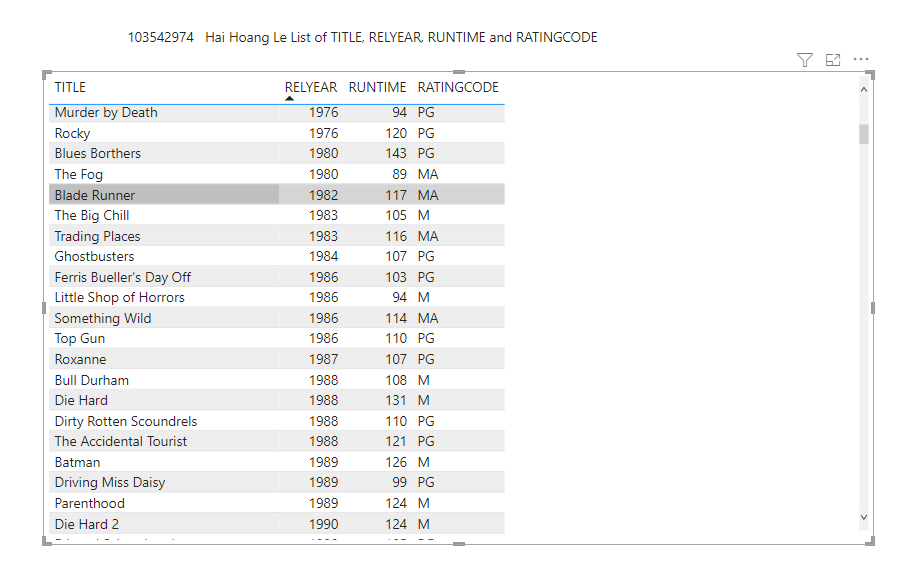 103542974 Hai Hoang Le List of TITLE, RELYEAR, RUNTIME and RATINGCODE
TITLE RELYEAR RUNTIME RATINGCODE
Murder by Death 1976 94 PG
Rocky 1976 120 PG
Blues Borthers 1980 143 PG
The Fog 1980 89 MA
Blade Runner 1982 117 MA
The Big Chill 1983 105 M
Trading Places 1983 116 MA
Ghostbusters 1984 107 PG
Ferris Bueller's Day Off 1986 103 PG
Little Shop of Horrors 1986 94 M
Something Wild 1986 114 MA
Top Gun 1986 110 PG
Roxanne 1987 107 PG
Bull Durham 1988 108 M
Die Hard 1988 131 M
Dirty Rotten Scoundrels 1988 110 PG
The Accidental Tourist 1988 121 PG
Batman 1989 126 M
Driving Miss Daisy 1989 99 PG
Parenthood 1989 124 M
Die Hard 2 1990 124 M